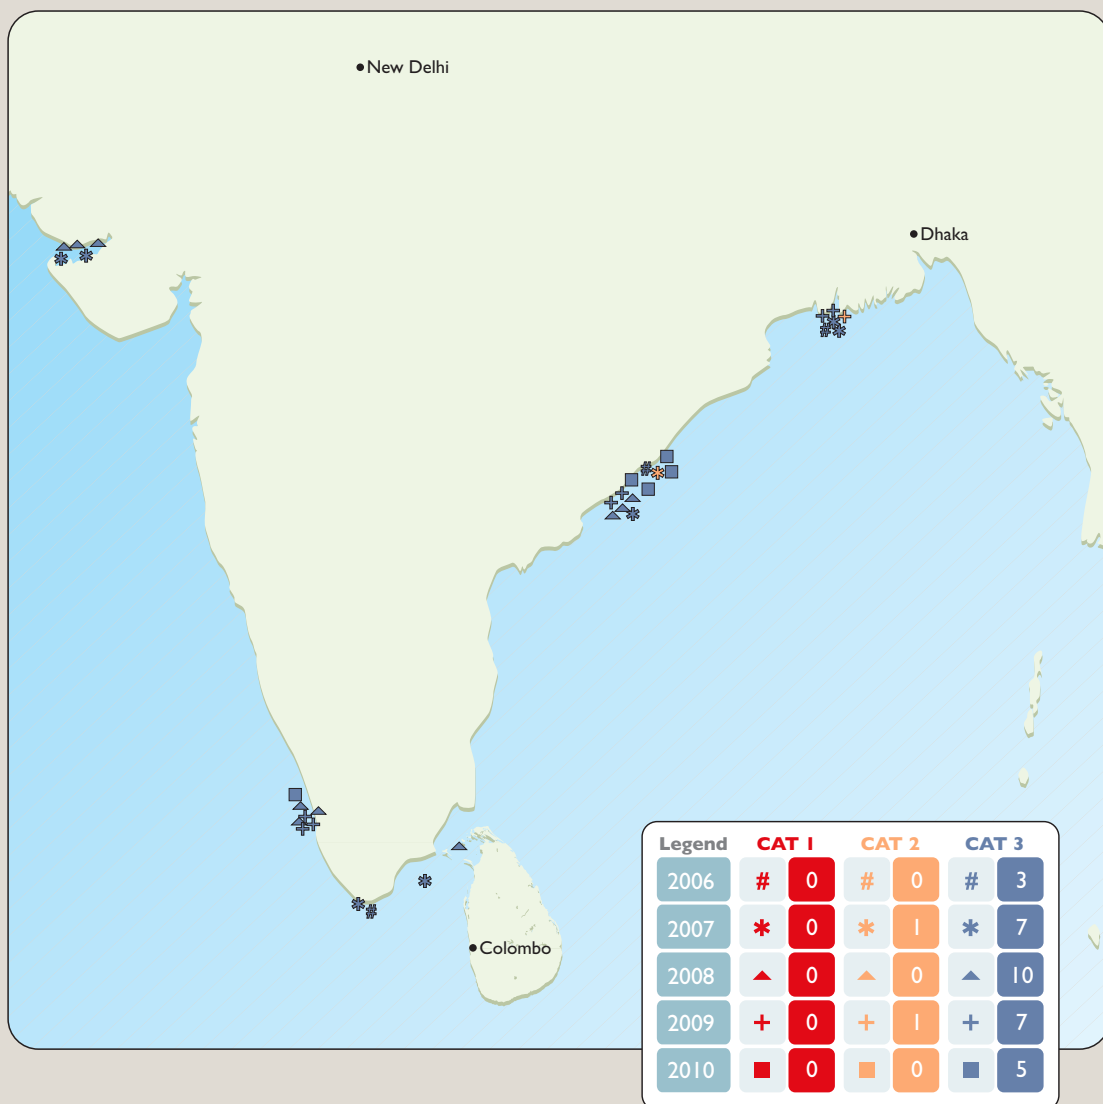 New Delhi
Dhaka
Colombo
Legend CAT 1 CAT 2 CAT 3
2006 # 0 # 0 # 3
2007 * 0 * 1 * 7
2008 ▲ 0 ▲ 0 ▲ 10
2009 + 0 + 1 + 7
2010 ■ 0 ■ 0 ■ 5